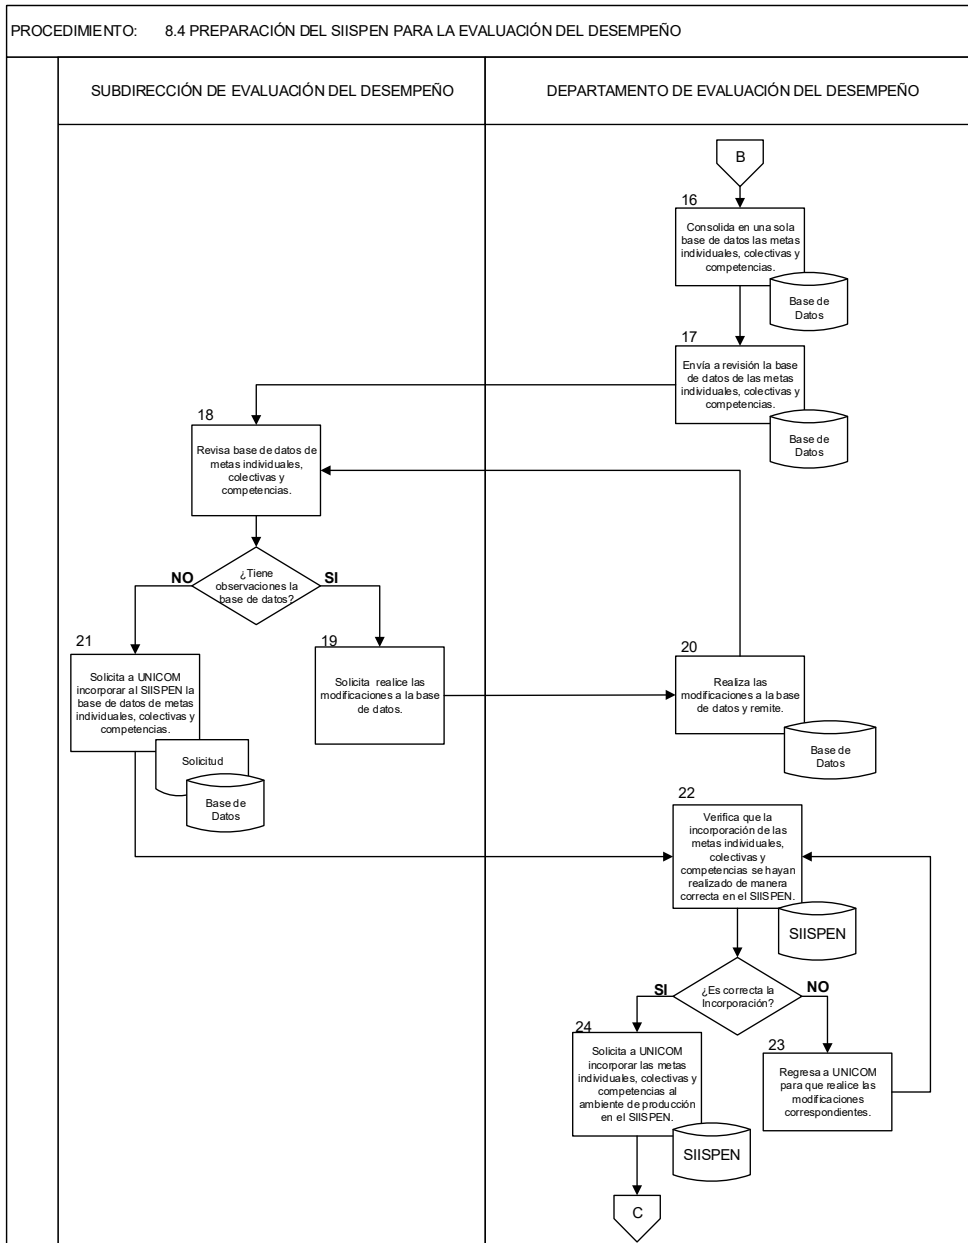 PROCEDIMIENTO: 8.4 PREPARACIÓN DEL SIISPEN PARA LA EVALUACIÓN DEL DESEMPEÑO
SUBDIRECCIÓN DE EVALUACIÓN DEL DESEMPEÑO
DEPARTAMENTO DE EVALUACIÓN DEL DESEMPEÑO
B
16
Consolida en una sola
base de datos las metas
individuales, colectivas y
competencias.
Base de
Datos
17
Envía a revisión la base
de datos de las metas
individuales, colectivas y
competencias.
Base de
Datos
18
Revisa base de datos de
metas individuales,
colectivas y
competencias.
¿Tiene
observaciones la
base de datos?
NO
SI
19
Solicita realice las
modificaciones a la base
de datos.
20
Realiza las
modificaciones a la base
de datos y remite.
Base de
Datos
21
Solicita a UNICOM
incorporar al SIISPEN la
base de datos de metas
individuales, colectivas y
competencias.
Solicitud
Base de
Datos
22
Verifica que la
incorporación de las
metas individuales,
colectivas y
competencias se hayan
realizado de manera
correcta en el SIISPEN.
SIISPEN
¿Es correcta la
Incorporación?
SI
NO
23
Regresa a UNICOM
para que realice las
modificaciones
correspondientes.
24
Solicita a UNICOM
incorporar las metas
individuales, colectivas y
competencias al
ambiente de producción
en el SIISPEN.
SIISPEN
C